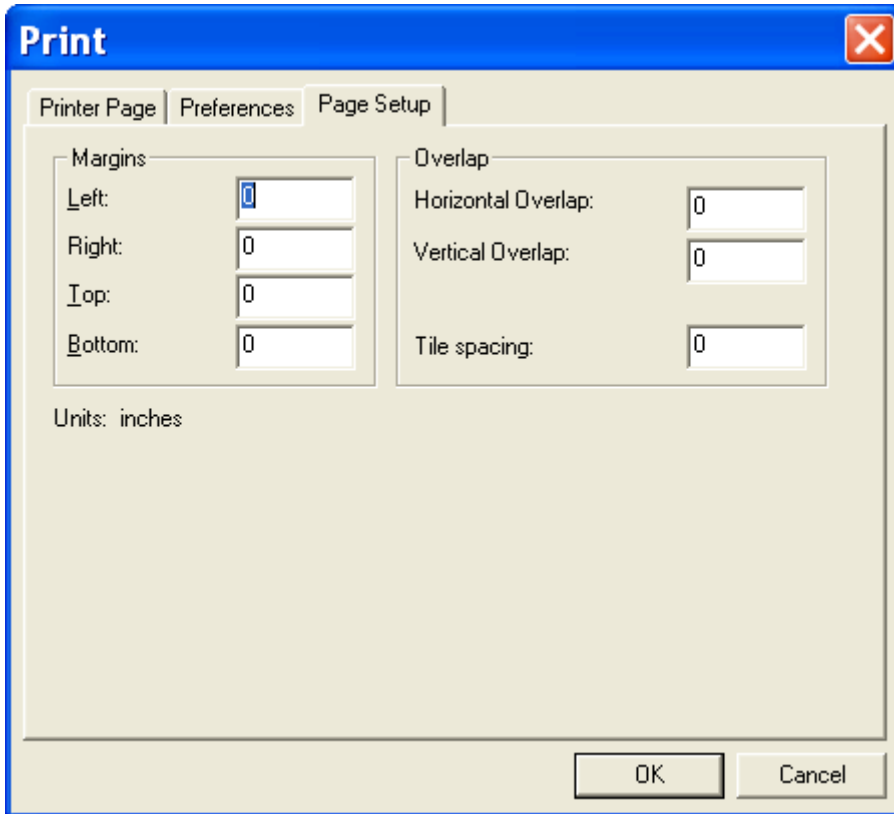 Print
Printer Page Preferences Page Setup
Margins
Left: 0
Right: 0
Top: 0
Bottom: 0
Overlap
Horizontal Overlap: 0
Vertical Overlap: 0
Tile spacing: 0
Units: inches
OK Cancel